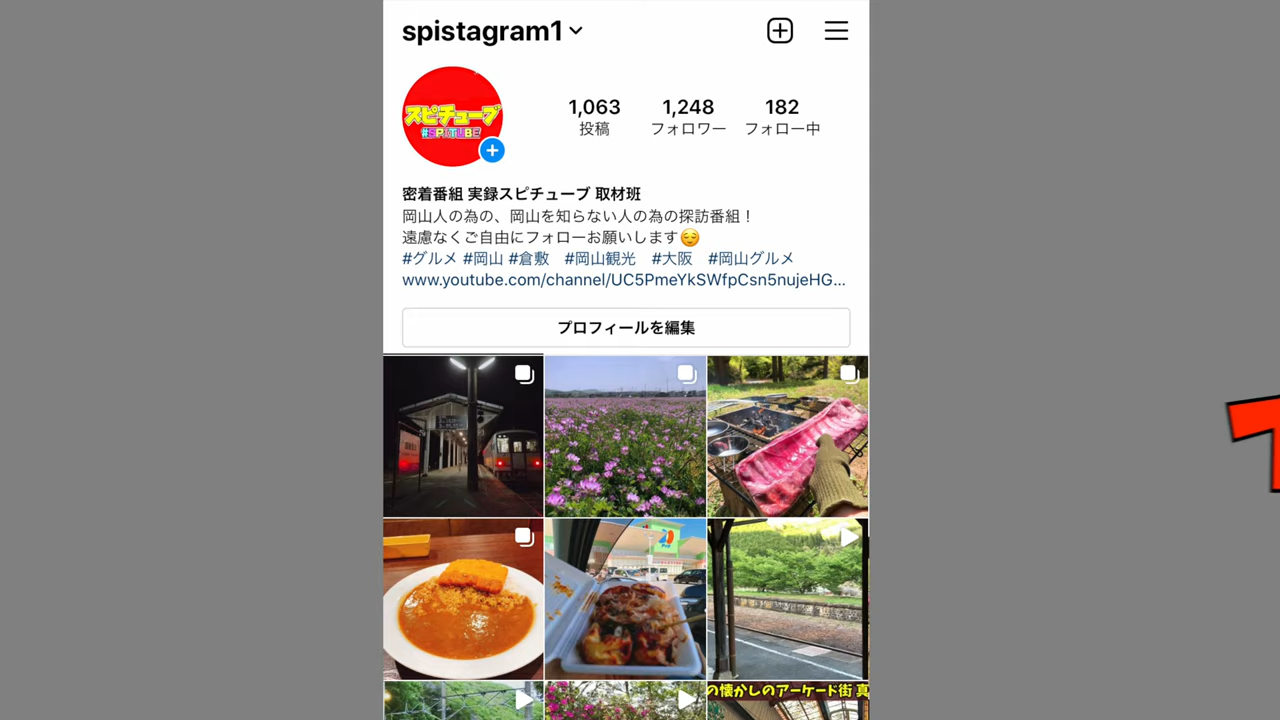 spistagram1
スピチューブ
#SPITUBE
1,063
投稿
1,248
フォロワー
182
フォロー中
密着番組 実録スピチューブ 取材班
岡山人の為の、岡山を知らない人の為の探訪番組！
遠慮なくご自由にフォローお願いします😌
#グルメ #岡山 #倉敷　#岡山観光　#大阪　#岡山グルメ
www.youtube.com/channel/UC5PmeYkSWfpCsn5nujeHG...
プロフィールを編集
の懐かしのアーケード街 真